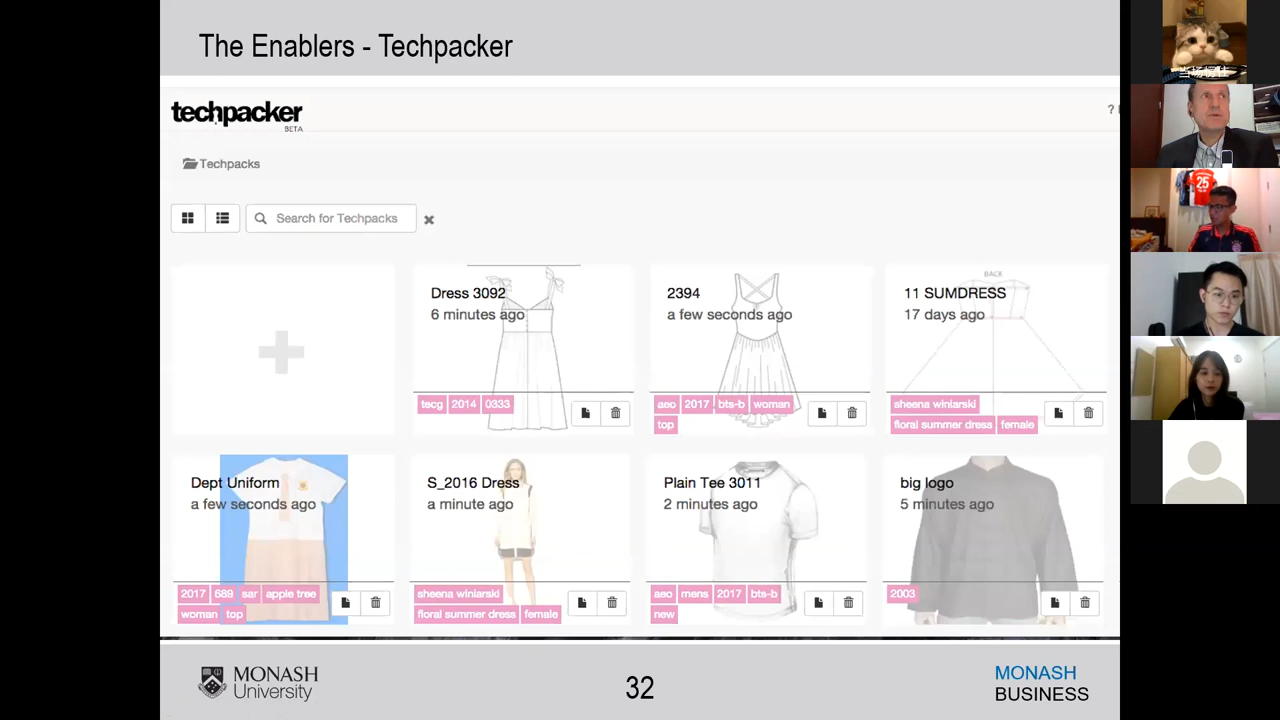 The Enablers - Techpacker
techpacker
BETA
?
Techpacks
Search for Techpacks
BACK
Dress 3092
6 minutes ago
tecg 2014 0333
2394
a few seconds ago
aeo 2017 bts-b woman
top
11 SUMDRESS
17 days ago
sheena winiarski
floral summer dress female
Dept Uniform
a few seconds ago
2017 689 sar apple tree
woman top
S_2016 Dress
a minute ago
sheena winiarski
floral summer dress female
Plain Tee 3011
2 minutes ago
aeo mens 2017 bts-b
new
big logo
5 minutes ago
2003
MONASH
University
32
MONASH
BUSINESS
25